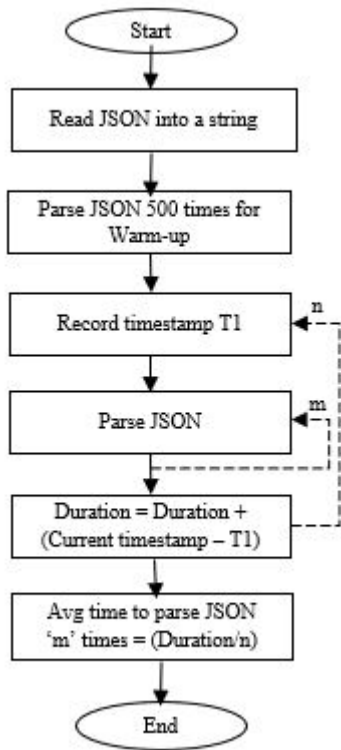 Start
Read JSON into a string
Parse JSON 500 times for
Warm-up
n
Record timestamp T1
m
Parse JSON
Duration = Duration +
(Current timestamp – T1)
Avg time to parse JSON
‘m’ times = (Duration/n)
End